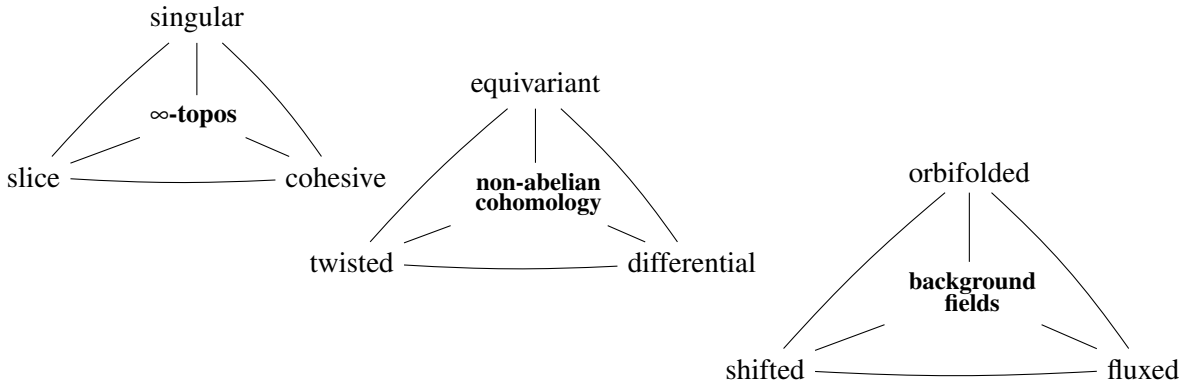 singular
∞-topos
slice
cohesive
equivariant
non-abelian
cohomology
twisted
differential
orbifolded
background
fields
shifted
fluxed